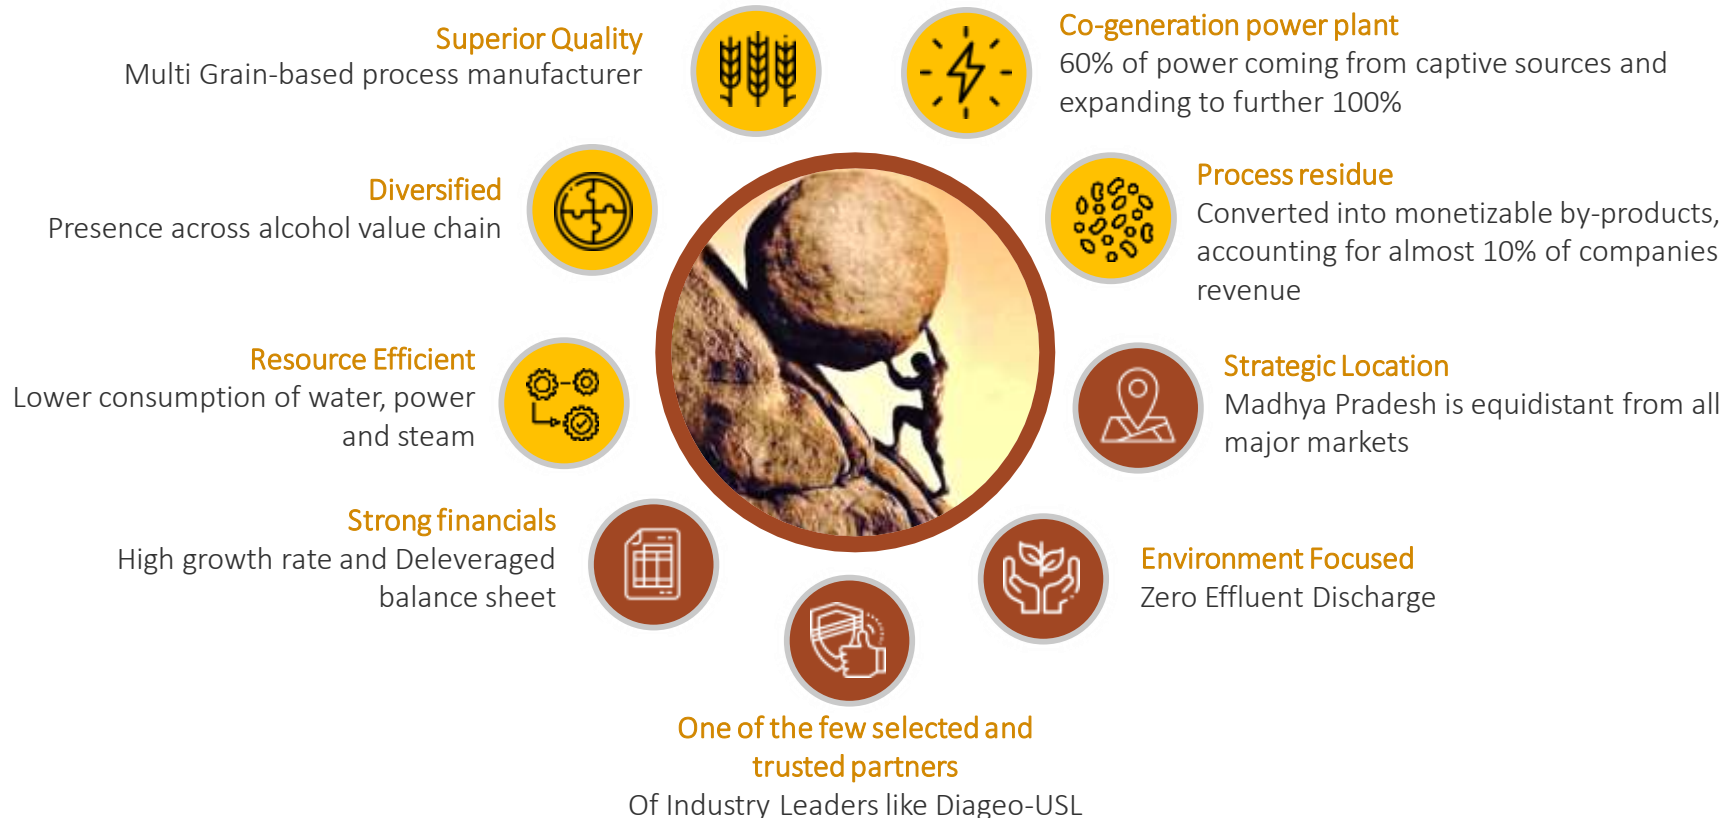 Superior Quality
Multi Grain-based process manufacturer
Co-generation power plant
60% of power coming from captive sources and
expanding to further 100%
Diversified
Presence across alcohol value chain
Process residue
Converted into monetizable by-products,
accounting for almost 10% of companies
revenue
Resource Efficient
Lower consumption of water, power
and steam
Strategic Location
Madhya Pradesh is equidistant from all
major markets
Strong financials
High growth rate and Deleveraged
balance sheet
Environment Focused
Zero Effluent Discharge
One of the few selected and
trusted partners
Of Industry Leaders like Diageo-USL